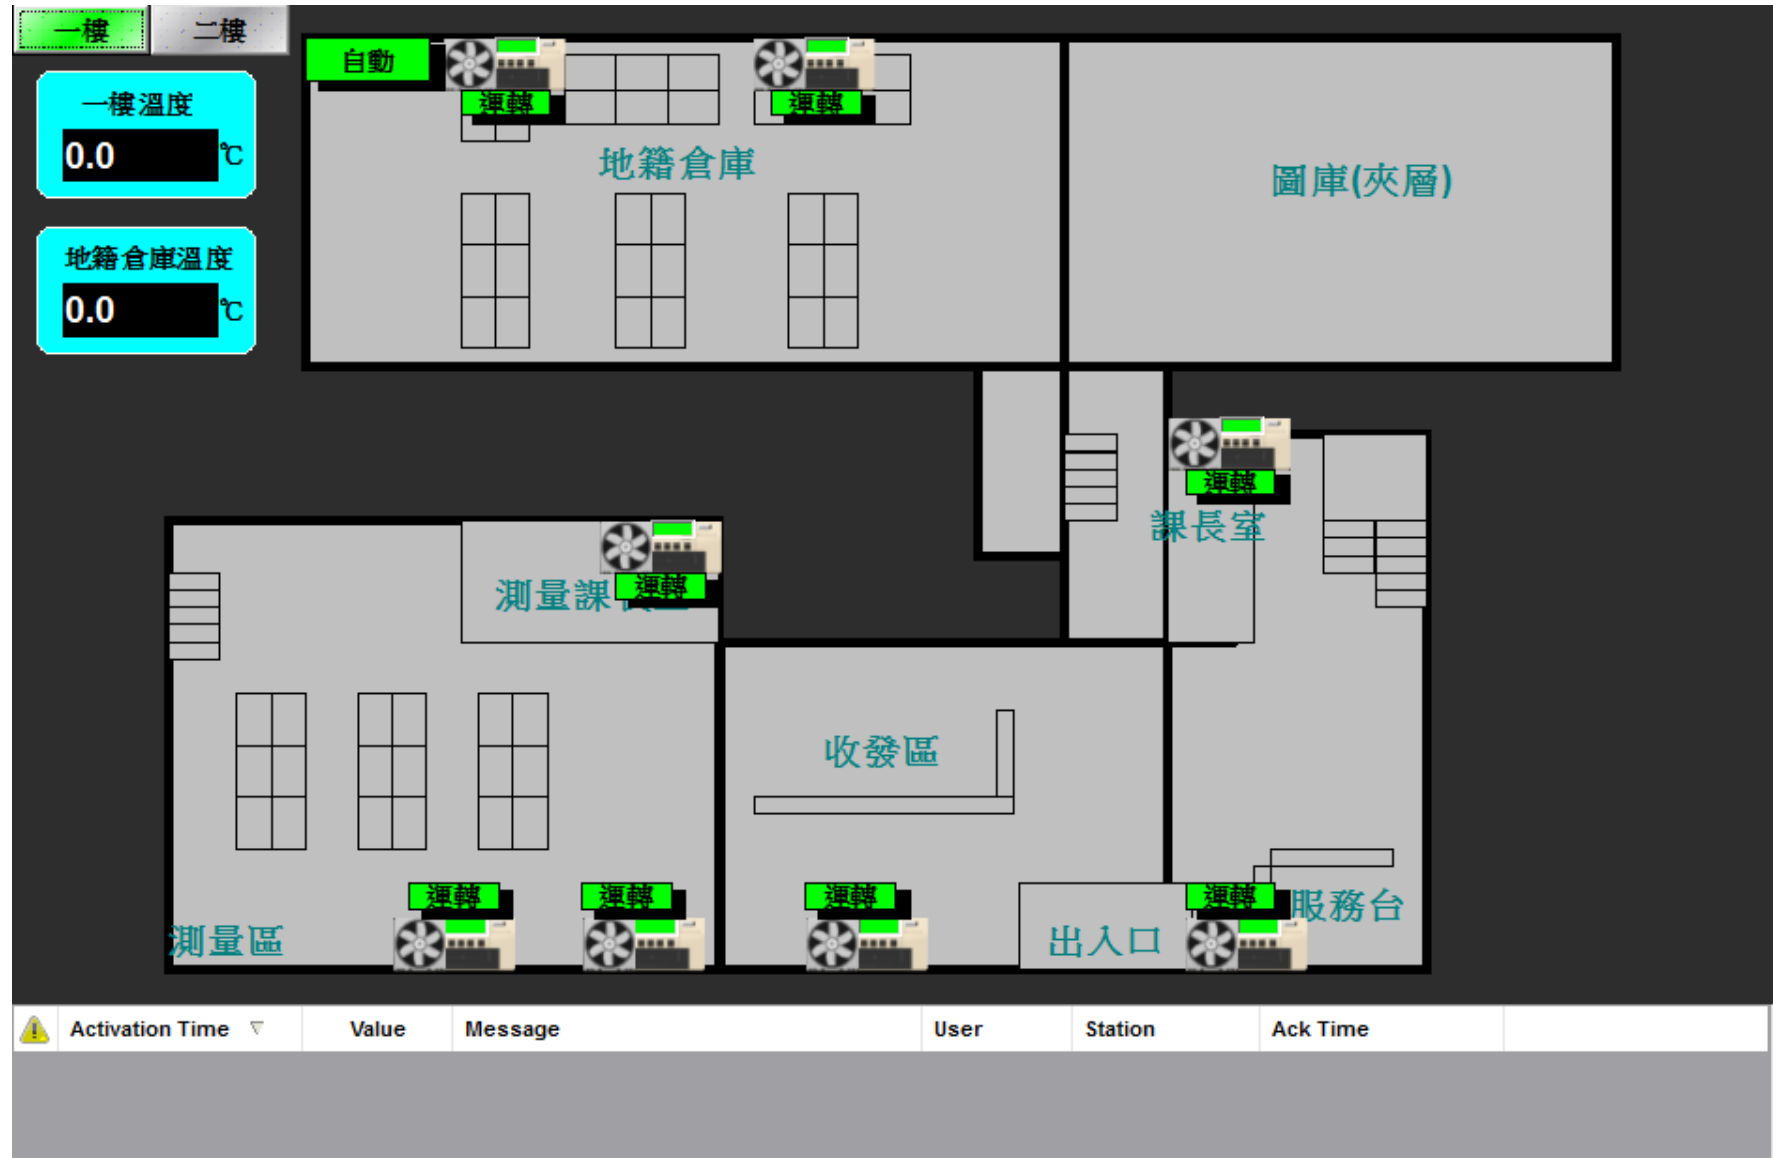 一樓
二樓
自動
一樓溫度
0.0 ℃
地籍倉庫溫度
0.0 ℃
運轉
運轉
地籍倉庫
圖庫(夾層)
運轉
課長室
測量課
運轉
收發區
運轉
運轉
運轉
運轉
服務台
測量區
出入口
Activation Time Value Message User Station Ack Time